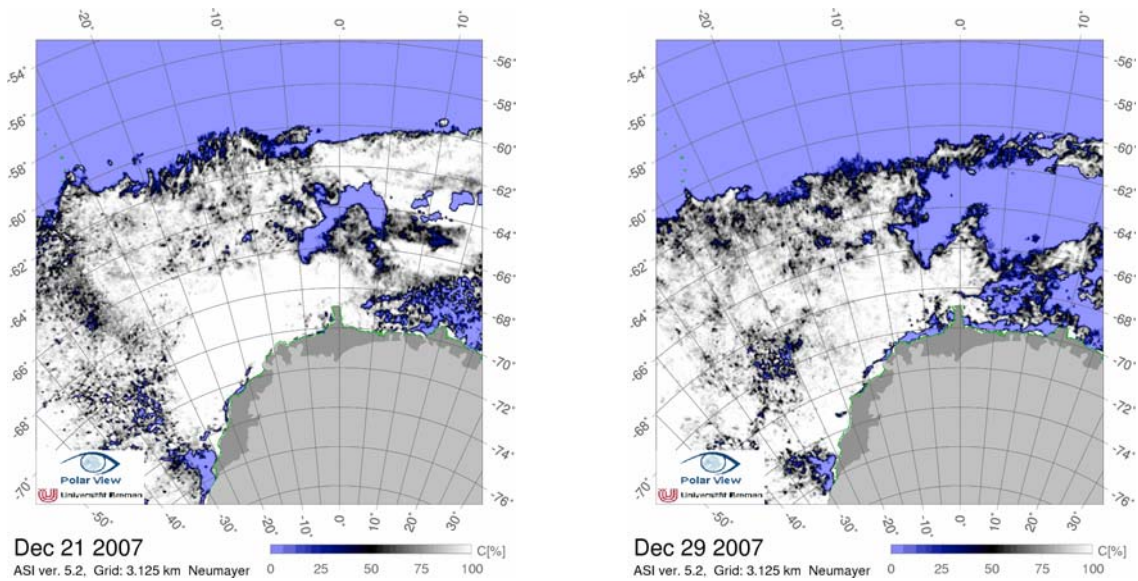 -20° -10° 0° 10°
-54° -56° -58° -60° -62° -64° -66° -68° -70°
-56° -58° -60° -62° -64° -66° -68° -70° -72° -74° -76°
-50° -40° -30° -20° -10° 0° 10° 20° 30°
Polar View
Universität Bremen
Dec 21 2007
C[%]
0 25 50 75 100
ASI ver. 5.2, Grid: 3.125 km Neumayer
-20° -10° 0° 10°
-54° -56° -58° -60° -62° -64° -66° -68° -70°
-56° -58° -60° -62° -64° -66° -68° -70° -72° -74° -76°
-50° -40° -30° -20° -10° 0° 10° 20° 30°
Polar View
Universität Bremen
Dec 29 2007
C[%]
0 25 50 75 100
ASI ver. 5.2, Grid: 3.125 km Neumayer